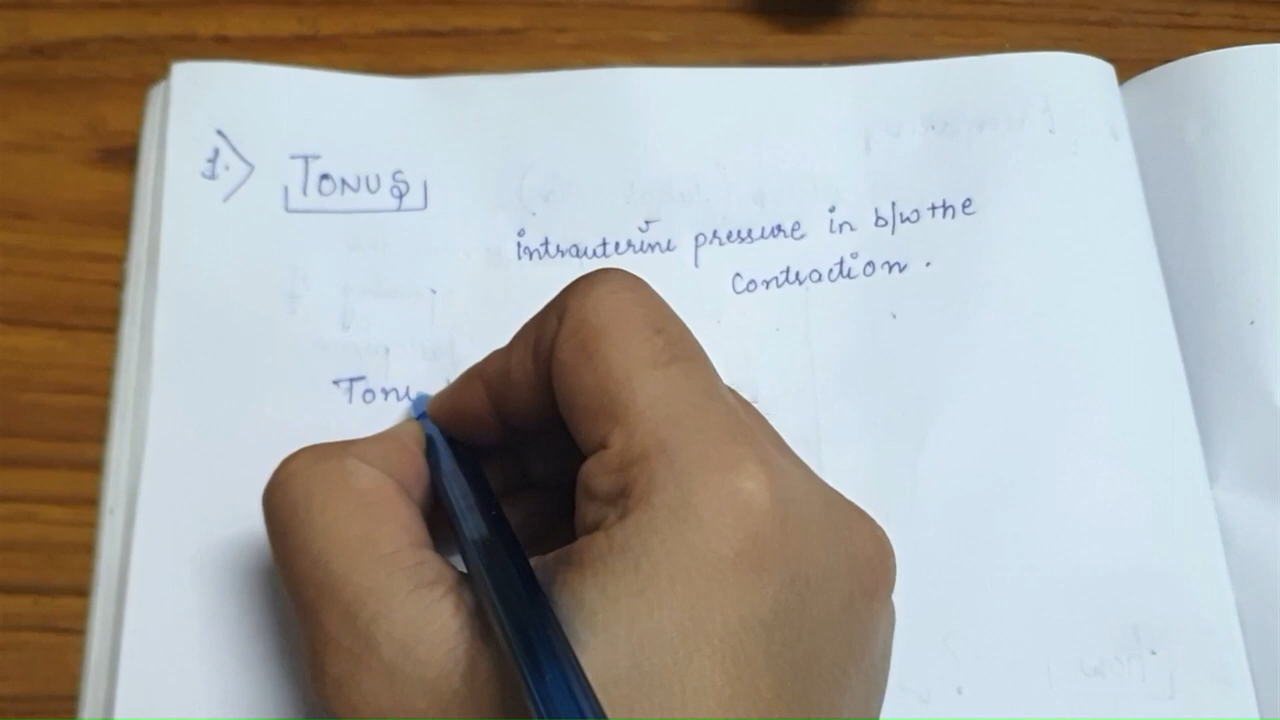 1.) TONUS
intrauterine pressure in b/w the
contraction.
Tonu